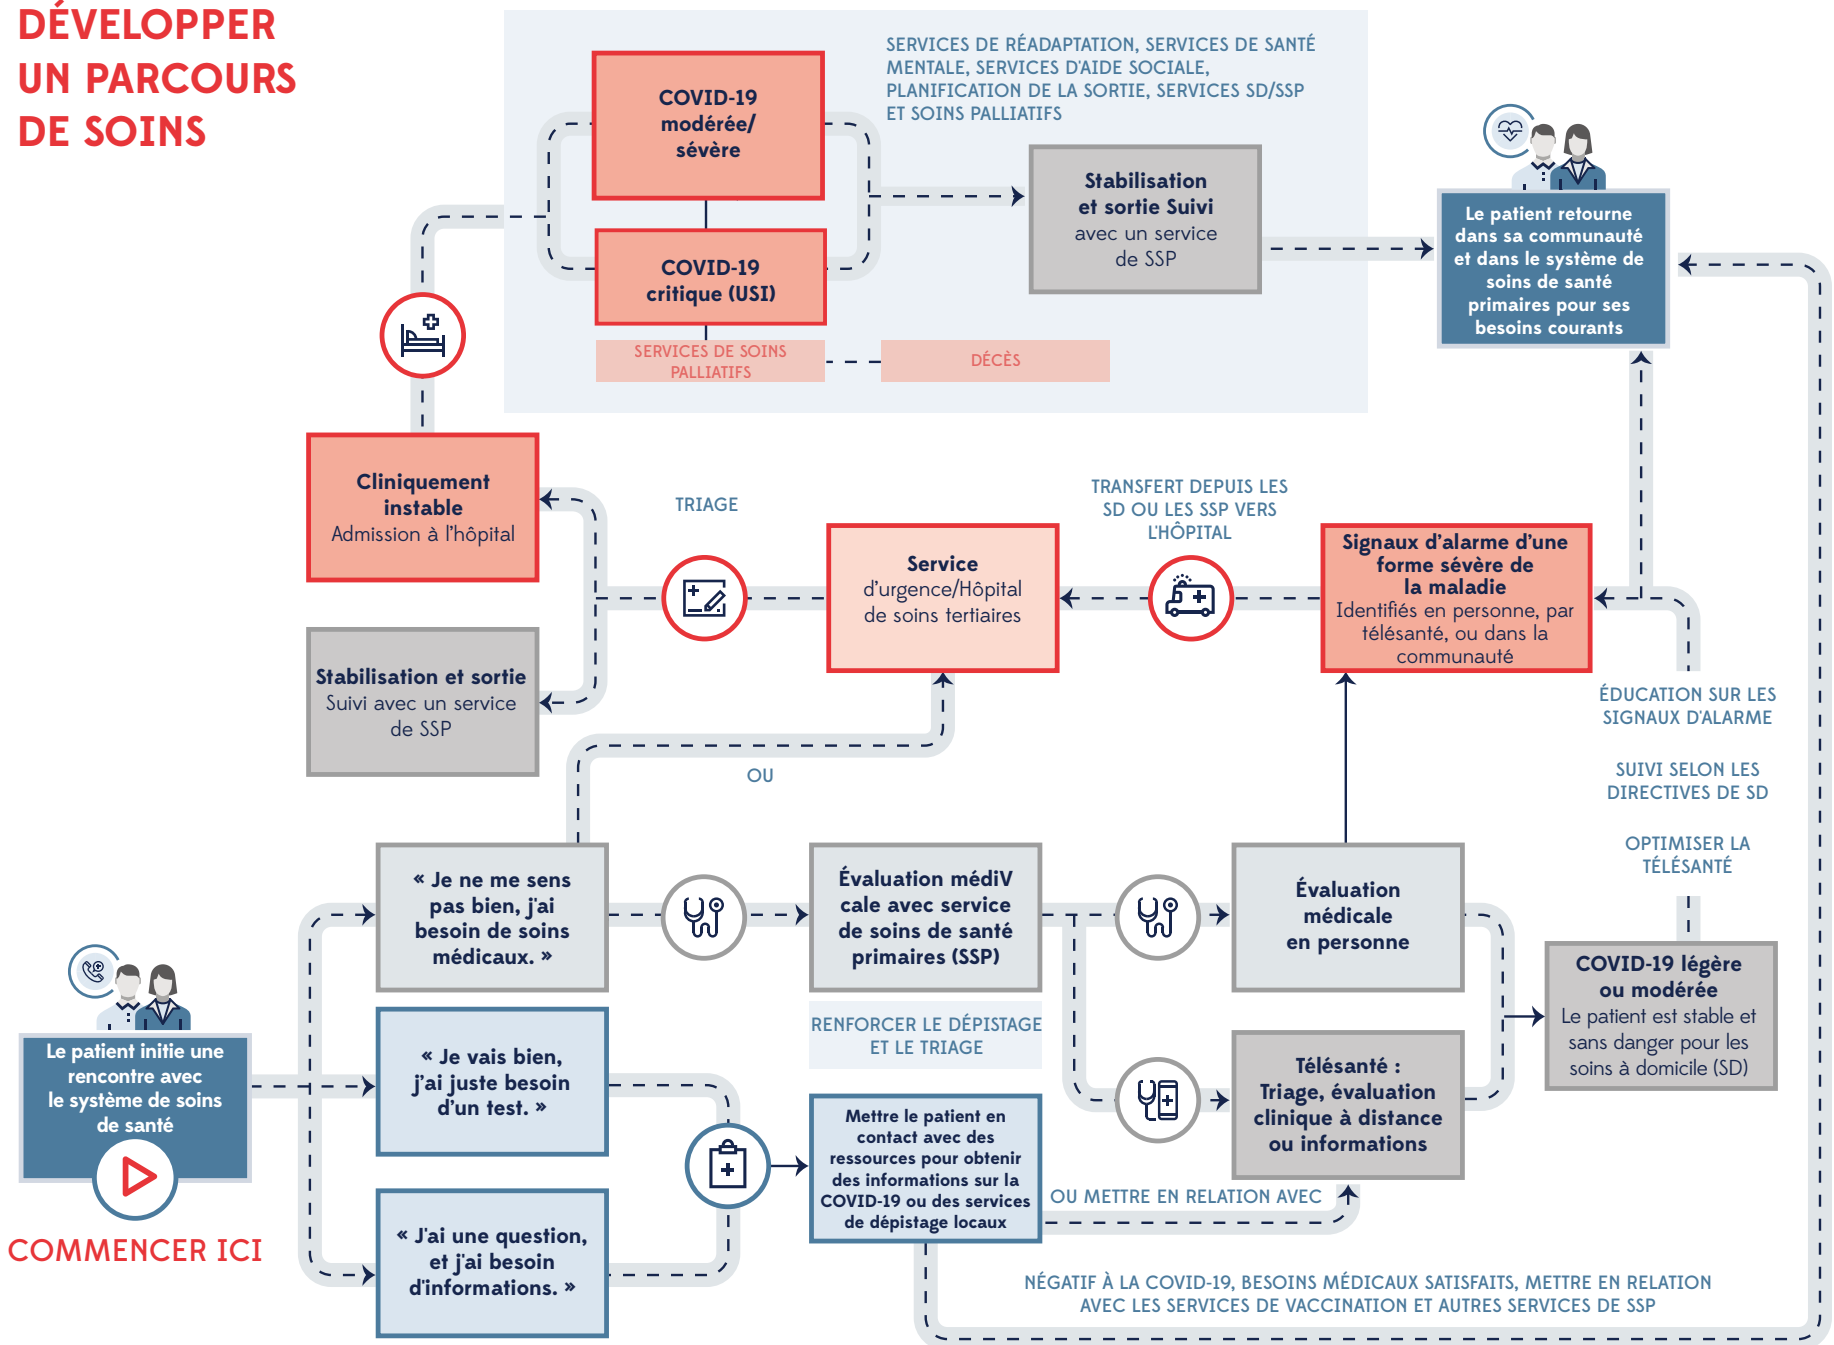 DÉVELOPPER
UN PARCOURS
DE SOINS
SERVICES DE RÉADAPTATION, SERVICES DE SANTÉ
MENTALE, SERVICES D'AIDE SOCIALE,
PLANIFICATION DE LA SORTIE, SERVICES SD/SSP
ET SOINS PALLIATIFS
COVID-19
modérée/
sévère
COVID-19
critique (USI)
SERVICES DE SOINS
PALLIATIFS
DÉCÈS
Stabilisation
et sortie Suivi
avec un service
de SSP
Le patient retourne
dans sa communauté
et dans le système de
soins de santé
primaires pour ses
besoins courants
Cliniquement
instable
Admission à l'hôpital
TRIAGE
Service
d'urgence/Hôpital
de soins tertiaires
TRANSFERT DEPUIS LES
SD OU LES SSP VERS
L'HÔPITAL
Signaux d'alarme d'une
forme sévère de
la maladie
Identifiés en personne, par
télésanté, ou dans la
communauté
Stabilisation et sortie
Suivi avec un service
de SSP
OU
ÉDUCATION SUR LES
SIGNAUX D'ALARME
SUIVI SELON LES
DIRECTIVES DE SD
OPTIMISER LA
TÉLÉSANTÉ
« Je ne me sens
pas bien, j'ai
besoin de soins
médicaux. »
Évaluation médiV
cale avec service
de soins de santé
primaires (SSP)
Évaluation
médicale
en personne
COVID-19 légère
ou modérée
Le patient est stable et
sans danger pour les
soins à domicile (SD)
RENFORCER LE DÉPISTAGE
ET LE TRIAGE
Le patient initie une
rencontre avec
le système de soins
de santé
COMMENCER ICI
« Je vais bien,
j'ai juste besoin
d'un test. »
« J'ai une question,
et j'ai besoin
d'informations. »
Mettre le patient en
contact avec des
ressources pour obtenir
des informations sur la
COVID-19 ou des services
de dépistage locaux
Télésanté :
Triage, évaluation
clinique à distance
ou informations
OU METTRE EN RELATION AVEC
NÉGATIF À LA COVID-19, BESOINS MÉDICAUX SATISFAITS, METTRE EN RELATION
AVEC LES SERVICES DE VACCINATION ET AUTRES SERVICES DE SSP